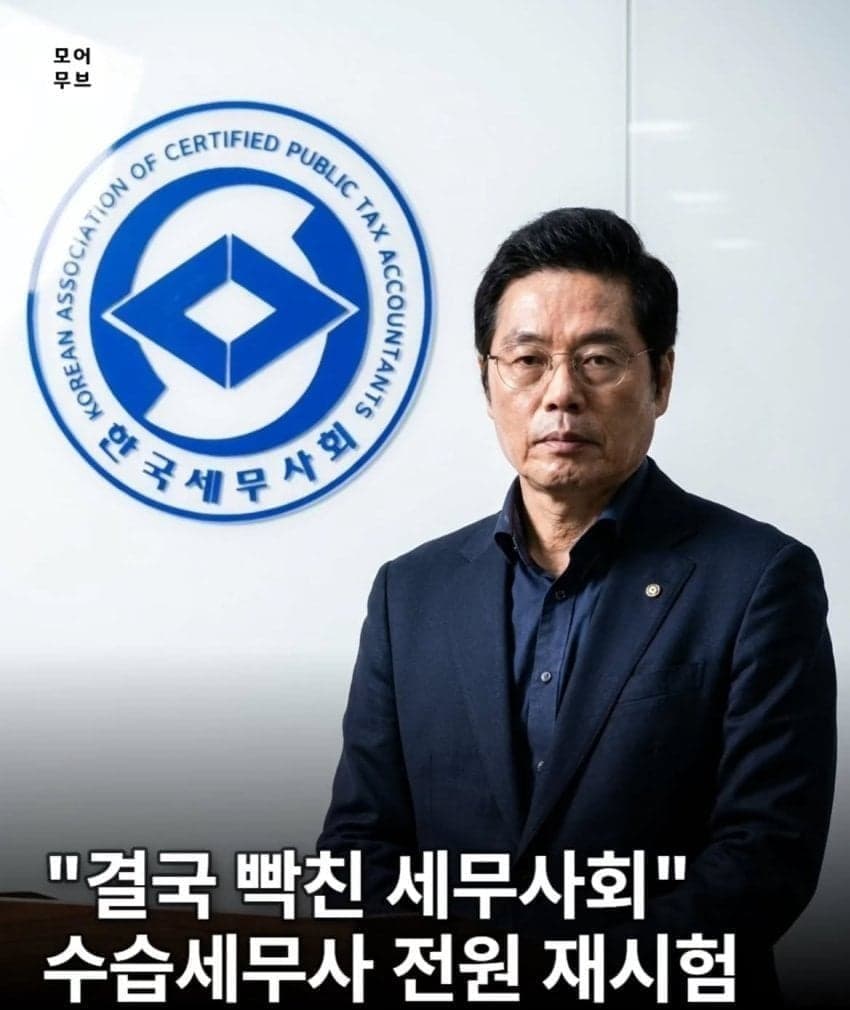 모어
무브
KOREAN ASSOCIATION OF CERTIFIED PUBLIC TAX ACCOUNTANTS
한국세무사회
"결국 빡친 세무사회"
수습세무사 전원 재시험